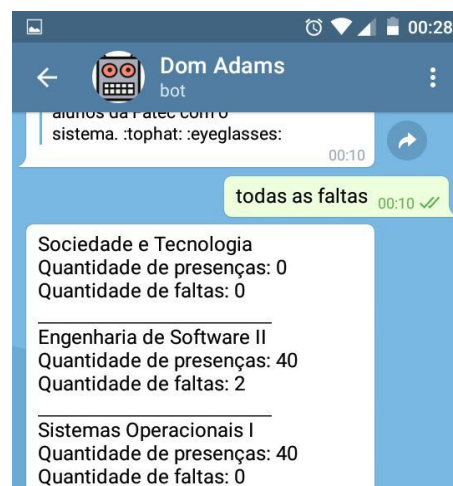 00:28
Dom Adams
bot
alunos da Fatec com o
sistema. :tophat: :eyeglasses:
00:10
todas as faltas 00:10
Sociedade e Tecnologia
Quantidade de presenças: 0
Quantidade de faltas: 0
Engenharia de Software II
Quantidade de presenças: 40
Quantidade de faltas: 2
Sistemas Operacionais I
Quantidade de presenças: 40
Quantidade de faltas: 0